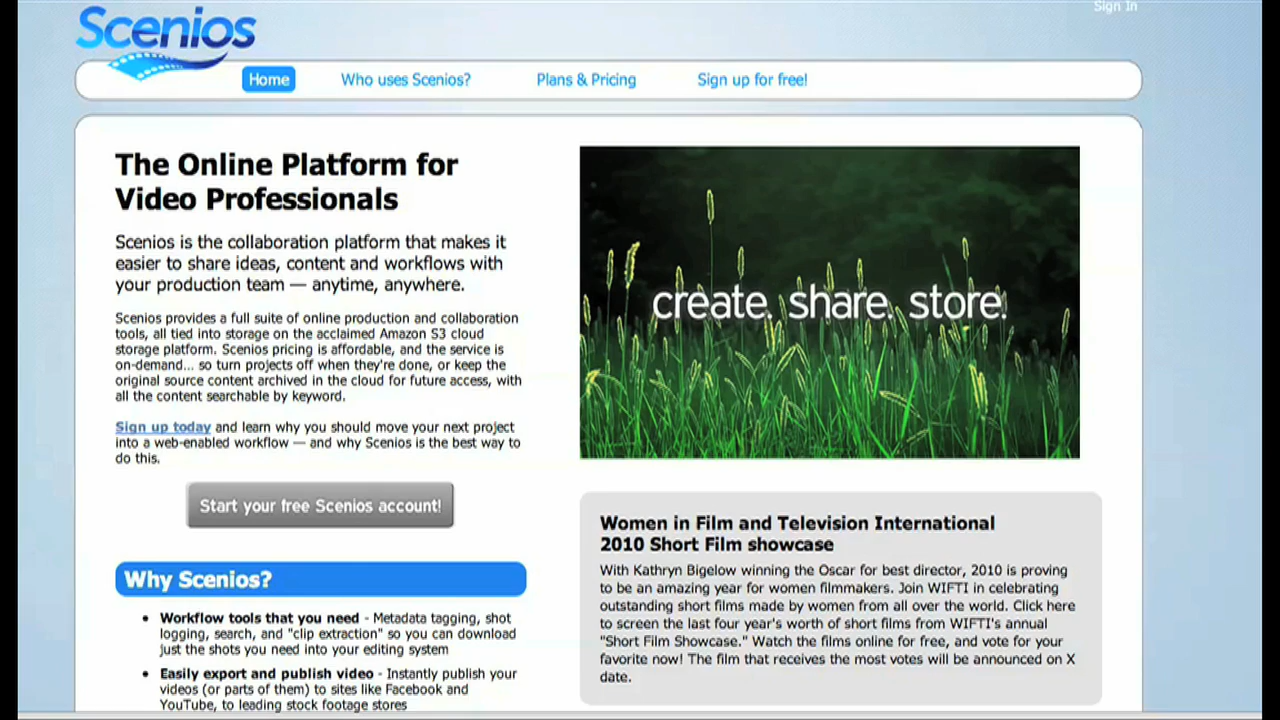 Sign In
Scenios
Home
Who uses Scenios?
Plans & Pricing
Sign up for free!
The Online Platform for
Video Professionals
Scenios is the collaboration platform that makes it
easier to share ideas, content and workflows with
your production team — anytime, anywhere.
Scenios provides a full suite of online production and collaboration
tools, all tied into storage on the acclaimed Amazon S3 cloud
storage platform. Scenios pricing is affordable, and the service is
on-demand... so turn projects off when they're done, or keep the
original source content archived in the cloud for future access, with
all the content searchable by keyword.
Sign up today and learn why you should move your next project
into a web-enabled workflow — and why Scenios is the best way to
do this.
Start your free Scenios account!
Why Scenios?
• Workflow tools that you need - Metadata tagging, shot
logging, search, and "clip extraction" so you can download
just the shots you need into your editing system
• Easily export and publish video - Instantly publish your
videos (or parts of them) to sites like Facebook and
YouTube, to leading stock footage stores
create. share. store.
Women in Film and Television International
2010 Short Film showcase
With Kathryn Bigelow winning the Oscar for best director, 2010 is proving
to be an amazing year for women filmmakers. Join WIFTI in celebrating
outstanding short films made by women from all over the world. Click here
to screen the last four year's worth of short films from WIFTI's annual
"Short Film Showcase." Watch the films online for free, and vote for your
favorite now! The film that receives the most votes will be announced on X
date.